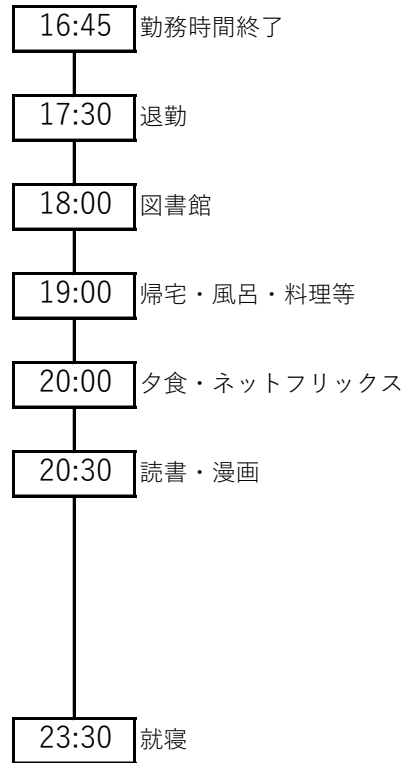 16:45 勤務時間終了
17:30 退勤
18:00 図書館
19:00 帰宅・風呂・料理等
20:00 夕食・ネットフリックス
20:30 読書・漫画
23:30 就寝